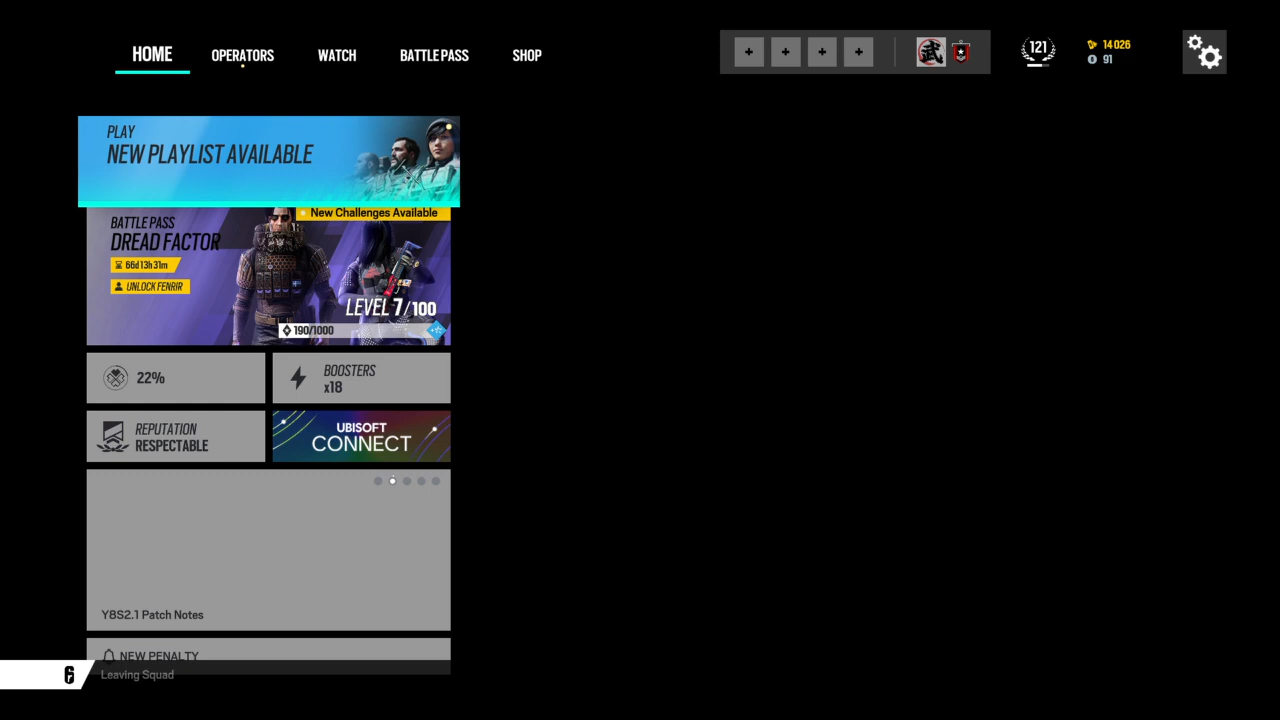 HOME OPERATORS WATCH BATTLE PASS SHOP
+ + + +
武
121
14 026
91
PLAY
NEW PLAYLIST AVAILABLE
New Challenges Available
BATTLE PASS
DREAD FACTOR
66d 13h 31m
UNLOCK FENRIR
LEVEL 7/100
190/1000
22%
BOOSTERS
x18
REPUTATION
RESPECTABLE
UBISOFT
CONNECT
Y8S2.1 Patch Notes
NEW PENALTY
6
Leaving Squad